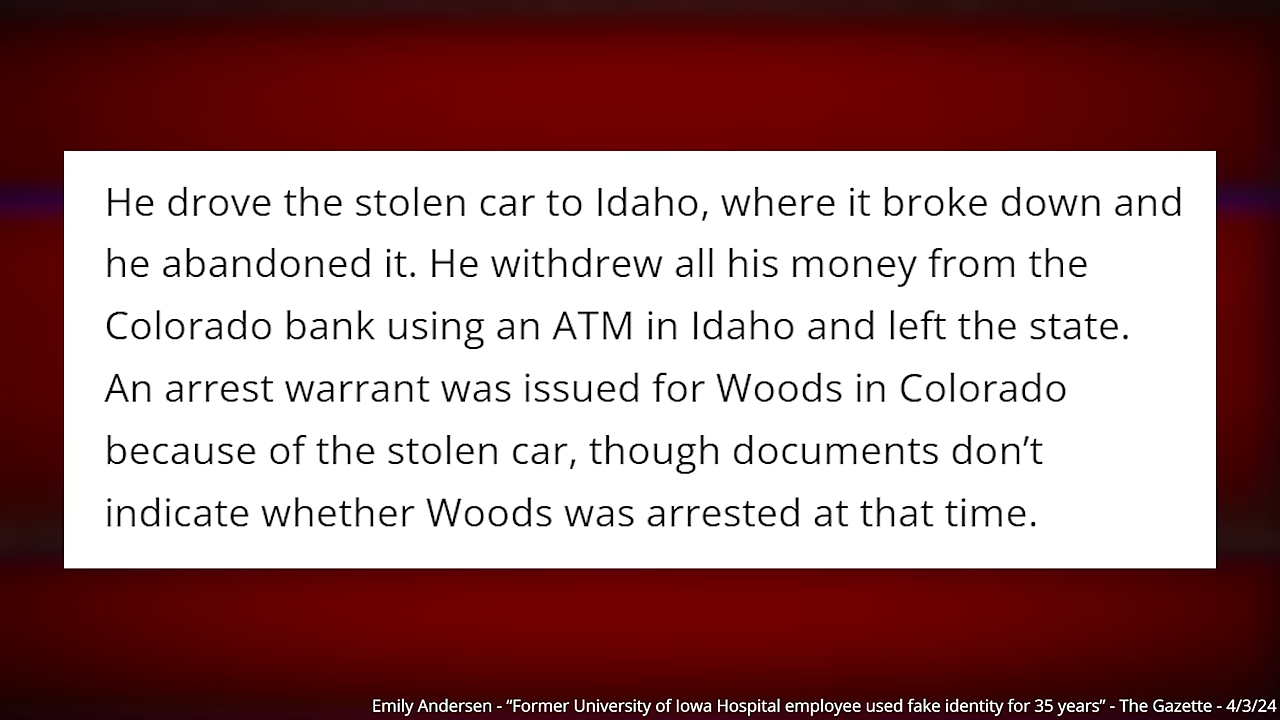 He drove the stolen car to Idaho, where it broke down and
he abandoned it. He withdrew all his money from the
Colorado bank using an ATM in Idaho and left the state.
An arrest warrant was issued for Woods in Colorado
because of the stolen car, though documents don’t
indicate whether Woods was arrested at that time.
Emily Andersen - “Former University of Iowa Hospital employee used fake identity for 35 years” - The Gazette - 4/3/24